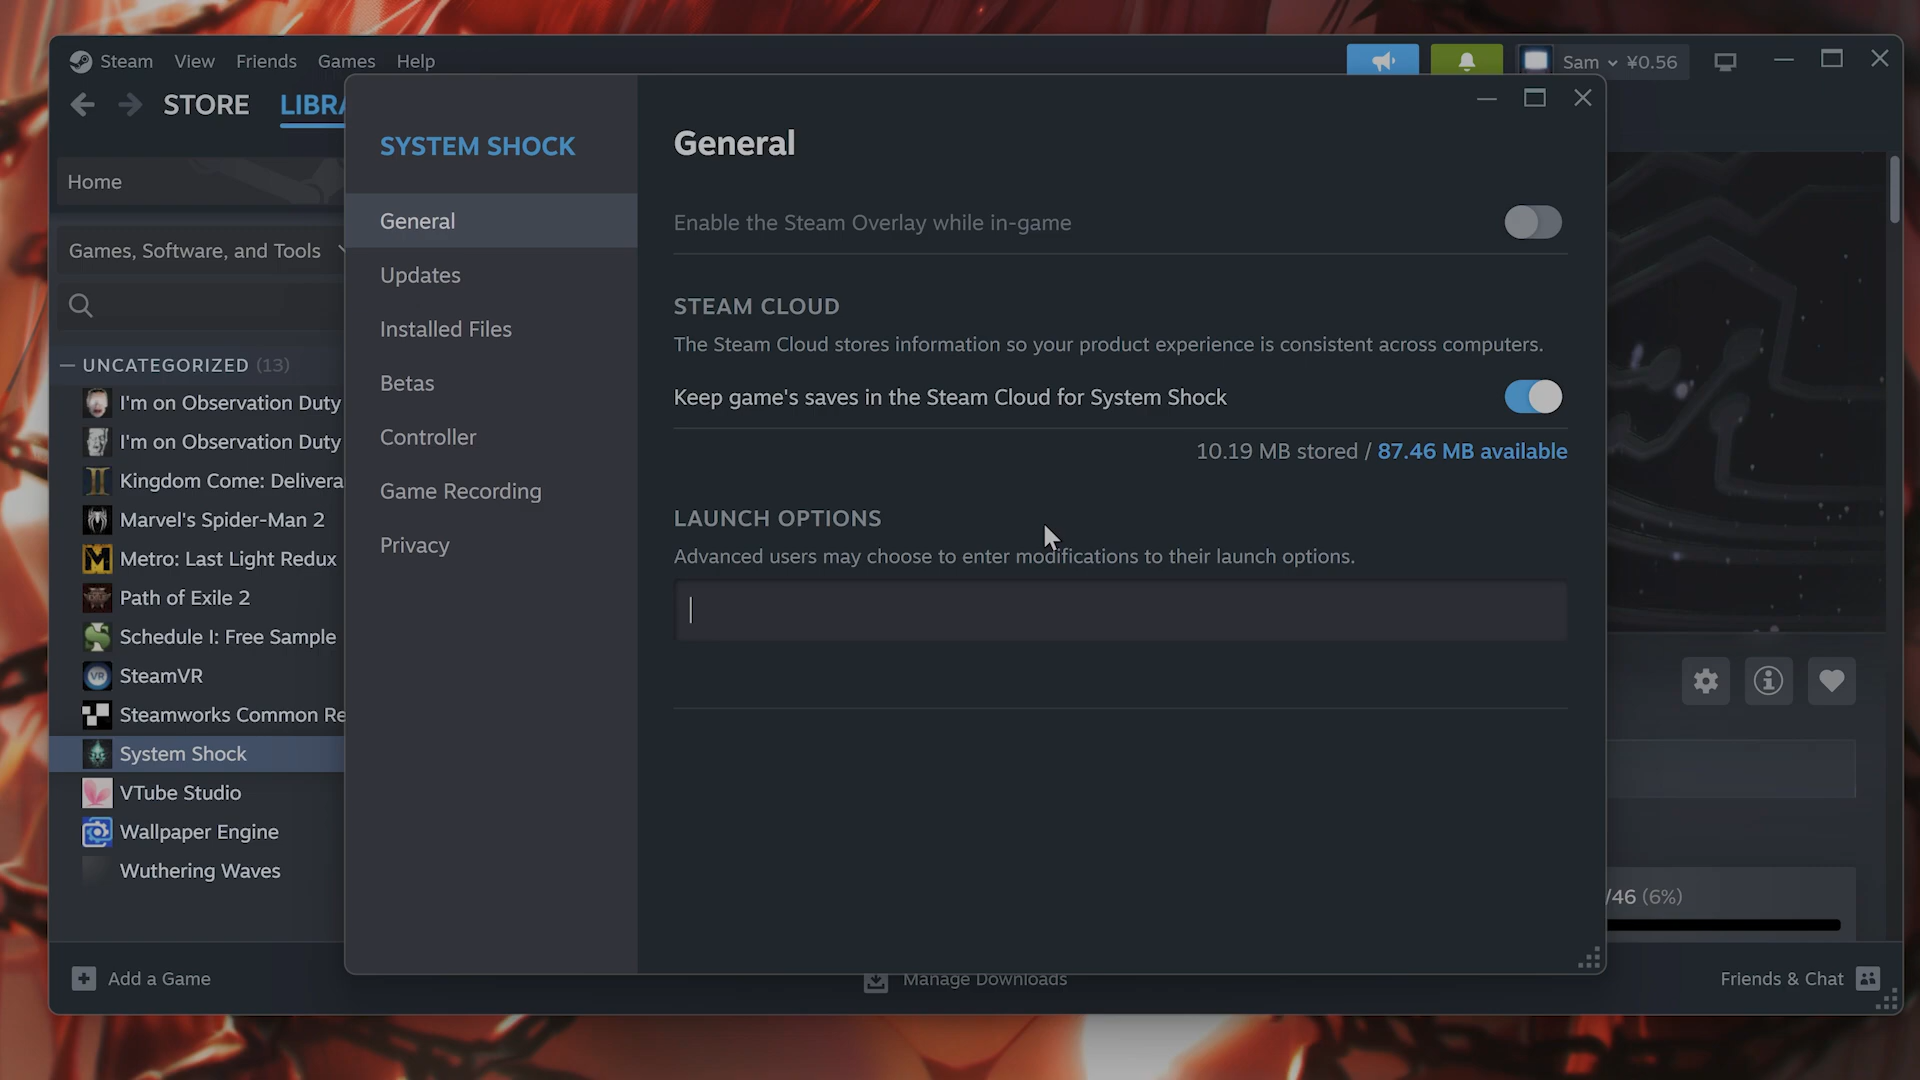 Steam View Friends Games Help
Sam ¥0.56
STORE LIBRA
Home
Games, Software, and Tools
UNCATEGORIZED (13)
I'm on Observation Duty
I'm on Observation Duty
Kingdom Come: Delivera
Marvel's Spider-Man 2
Metro: Last Light Redux
Path of Exile 2
Schedule I: Free Sample
SteamVR
Steamworks Common Re
System Shock
VTube Studio
Wallpaper Engine
Wuthering Waves
Add a Game
SYSTEM SHOCK
General
Updates
Installed Files
Betas
Controller
Game Recording
Privacy
General
Enable the Steam Overlay while in-game
STEAM CLOUD
The Steam Cloud stores information so your product experience is consistent across computers.
Keep game's saves in the Steam Cloud for System Shock
10.19 MB stored / 87.46 MB available
LAUNCH OPTIONS
Advanced users may choose to enter modifications to their launch options.
/46 (6%)
Manage Downloads
Friends & Chat